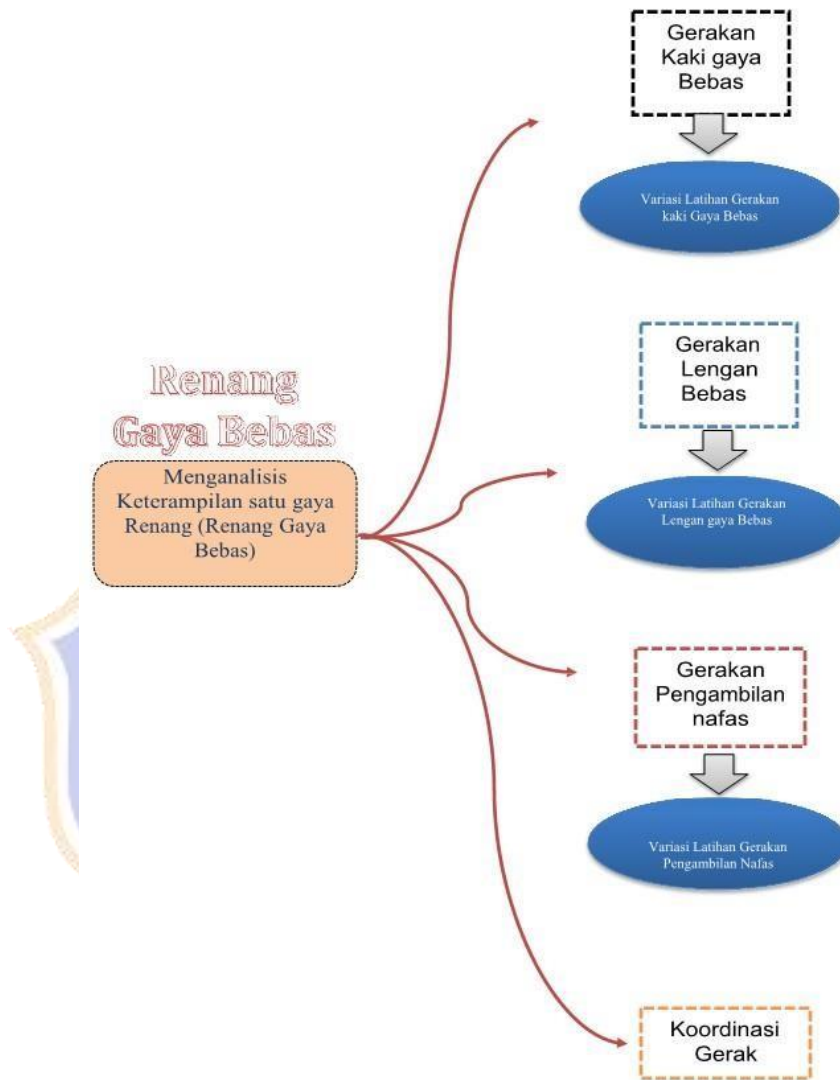 Renang
Gaya Bebas
Menganalisis
Keterampilan satu gaya
Renang (Renang Gaya
Bebas)
Gerakan
Kaki gaya
Bebas
Variasi Latihan Gerakan
kaki Gaya Bebas
Gerakan
Lengan
Bebas
Variasi Latihan Gerakan
Lengan gaya Bebas
Gerakan
Pengambilan
nafas
Variasi Latihan Gerakan
Pengambilan Nafas
Koordinasi
Gerak